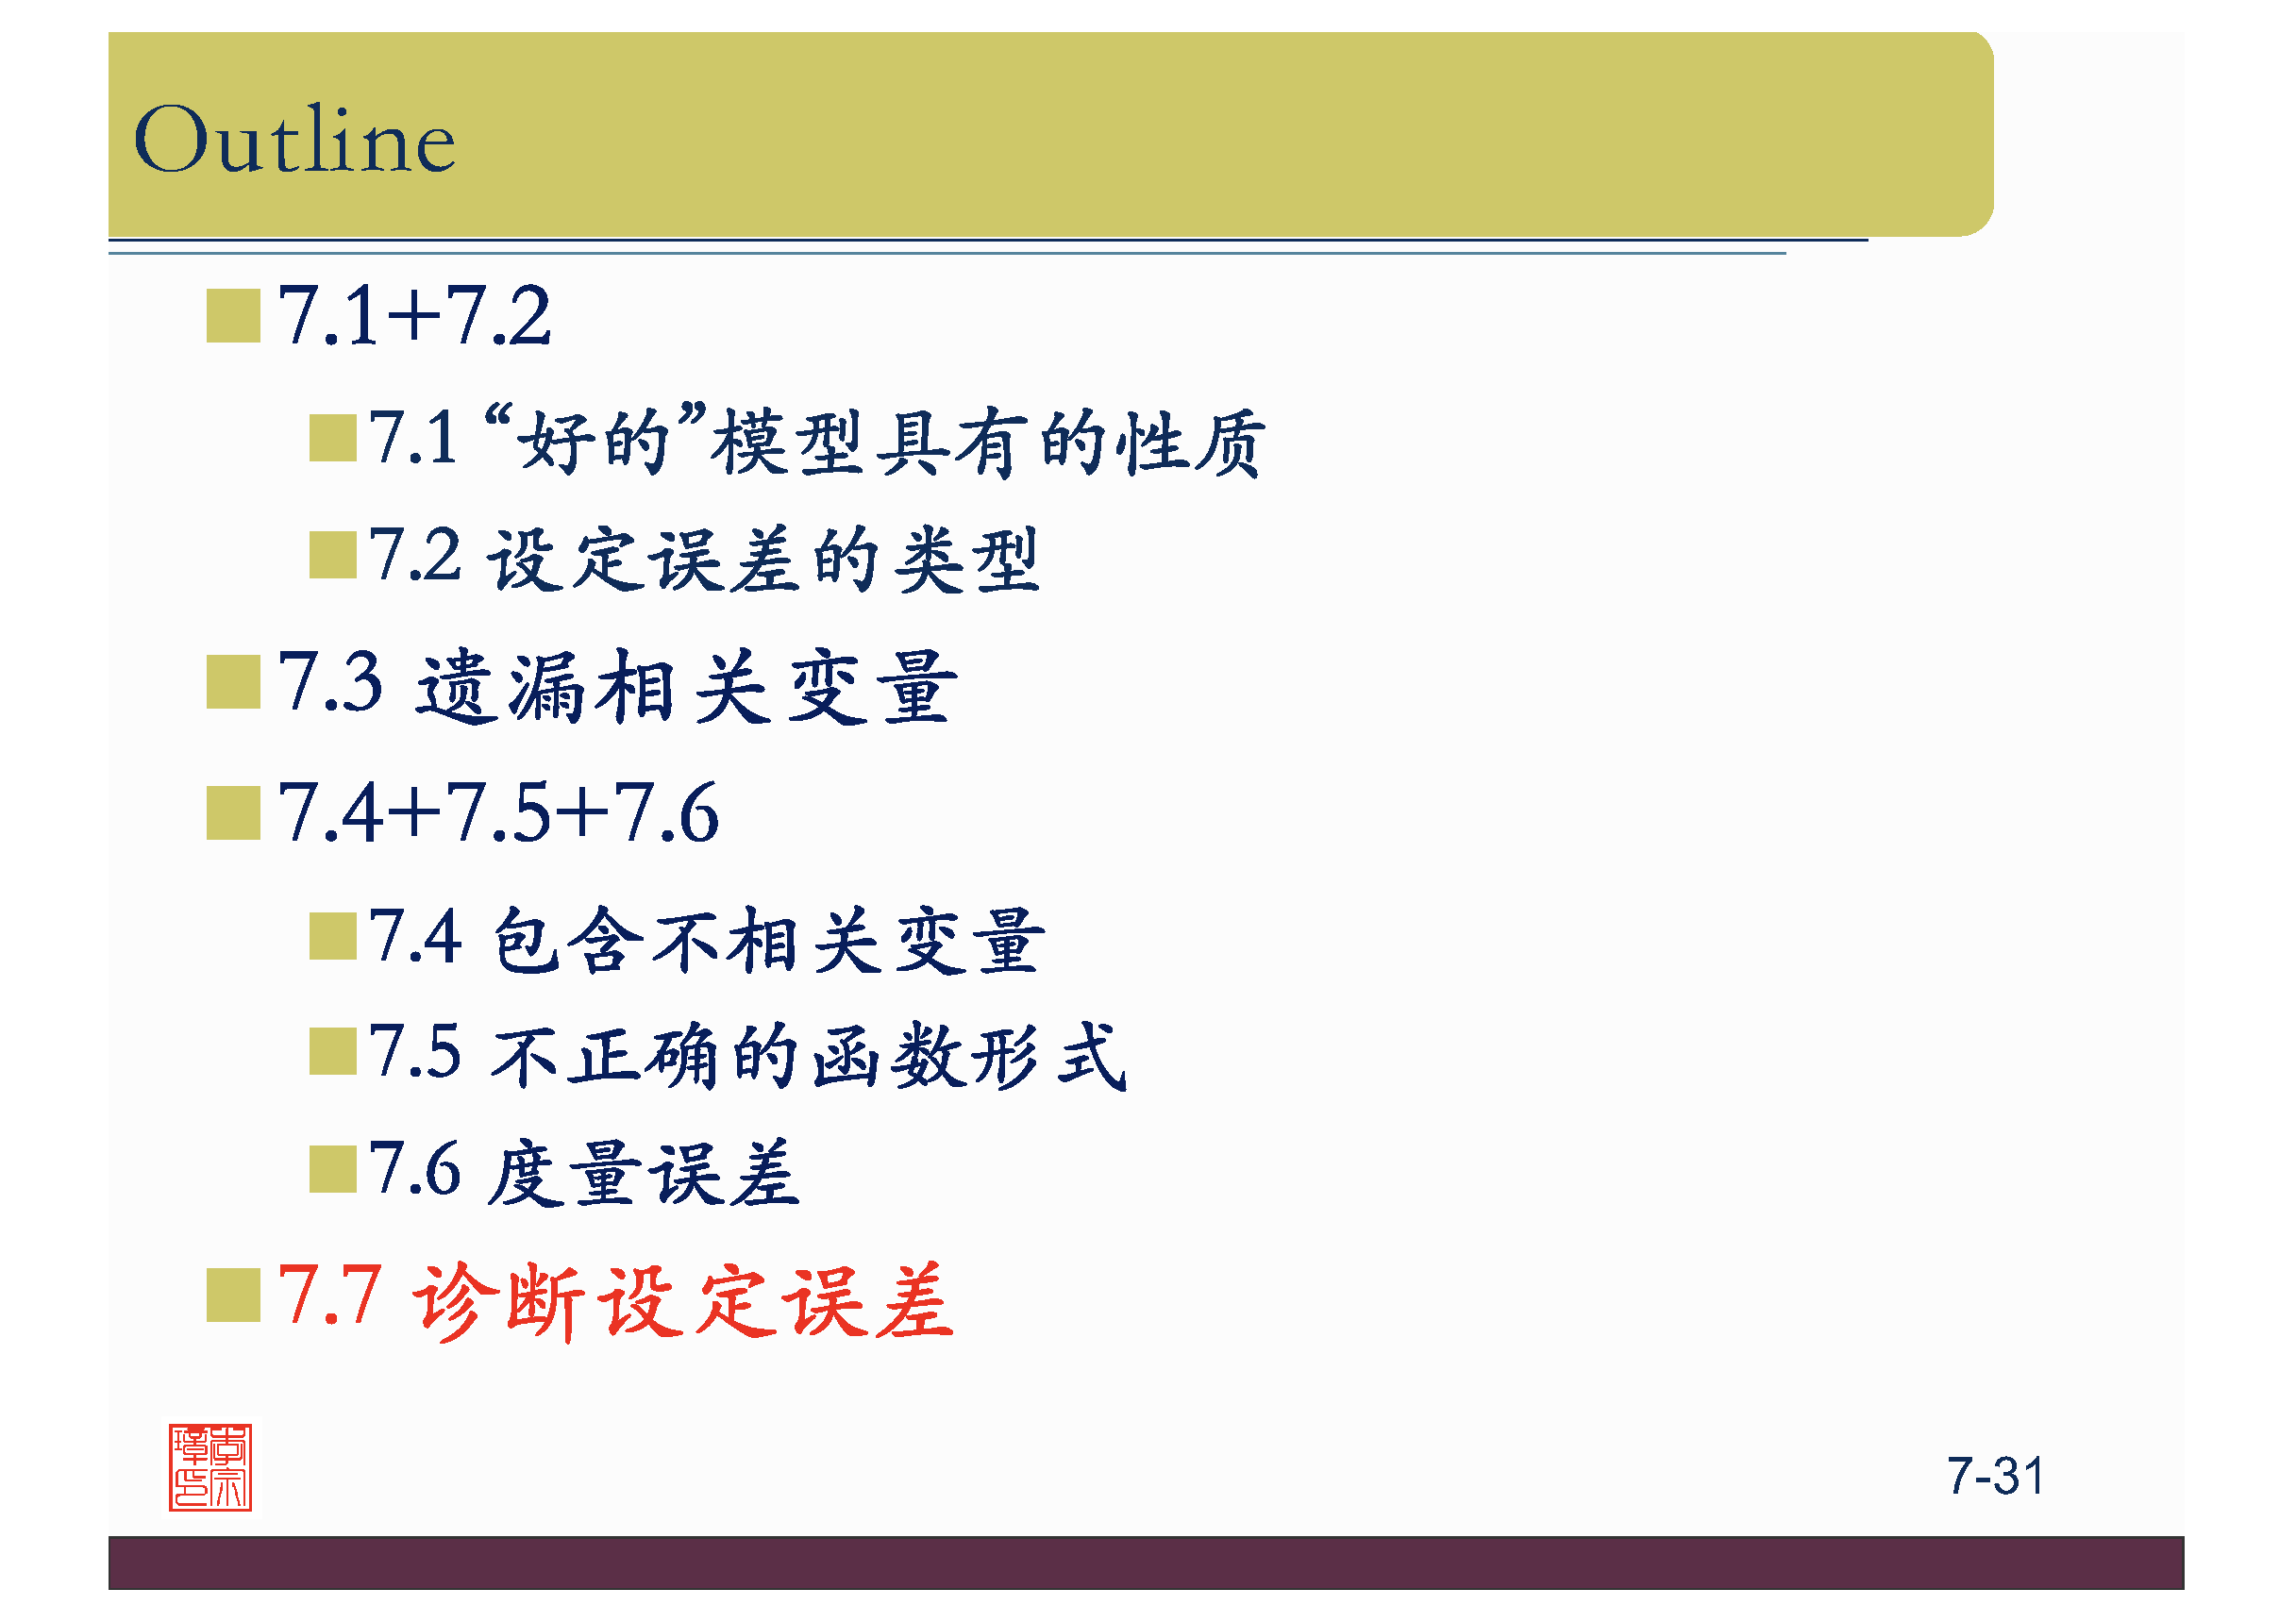 Outline
7.1+7.2
7.1 “好的”模型具有的性质
7.2 设定误差的类型
7.3 遗漏相关变量
7.4+7.5+7.6
7.4 包含不相关变量
7.5 不正确的函数形式
7.6 度量误差
7.7 诊断设定误差
7-31